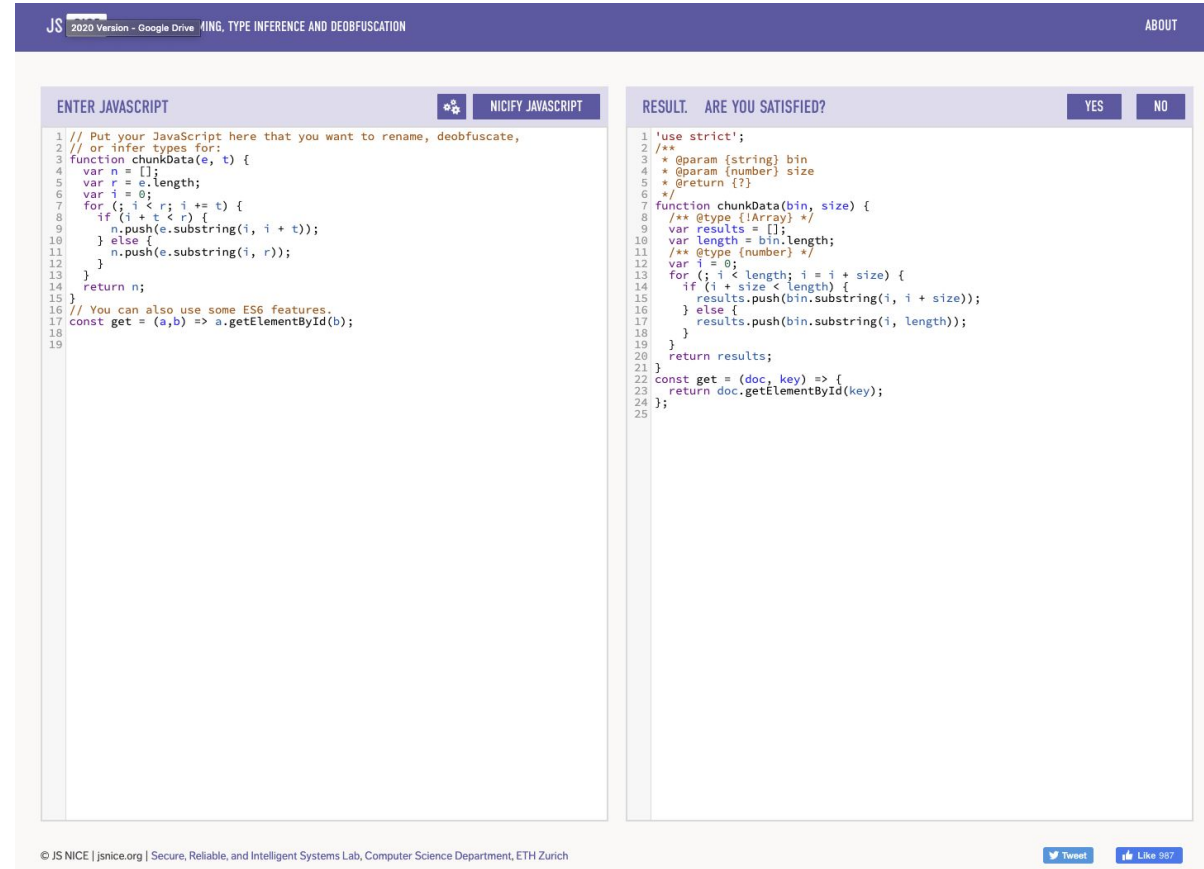 JS 2020 Version - Google Drive MING, TYPE INFERENCE AND DEOBFUSCATION
ABOUT
ENTER JAVASCRIPT
NICIFY JAVASCRIPT
1 // Put your JavaScript here that you want to rename, deobfuscate,
2 // or infer types for:
3 function chunkData(e, t) {
4   var n = [];
5   var r = e.length;
6   var i = 0;
7   for (; i < r; i += t) {
8     if (i + t < r) {
9       n.push(e.substring(i, i + t));
10     } else {
11       n.push(e.substring(i, r));
12     }
13   }
14   return n;
15 }
16 // You can also use some ES6 features.
17 const get = (a,b) => a.getElementById(b);
18
19
RESULT. ARE YOU SATISFIED?
YES
NO
1 'use strict';
2 /**
3  * @param {string} bin
4  * @param {number} size
5  * @return {?}
6  */
7 function chunkData(bin, size) {
8   /** @type {!Array} */
9   var results = [];
10   var length = bin.length;
11   /** @type {number} */
12   var i = 0;
13   for (; i < length; i = i + size) {
14     if (i + size < length) {
15       results.push(bin.substring(i, i + size));
16     } else {
17       results.push(bin.substring(i, length));
18     }
19   }
20   return results;
21 }
22 const get = (doc, key) => {
23   return doc.getElementById(key);
24 };
25
© JS NICE | jsnice.org | Secure, Reliable, and Intelligent Systems Lab, Computer Science Department, ETH Zurich
Tweet
Like 987